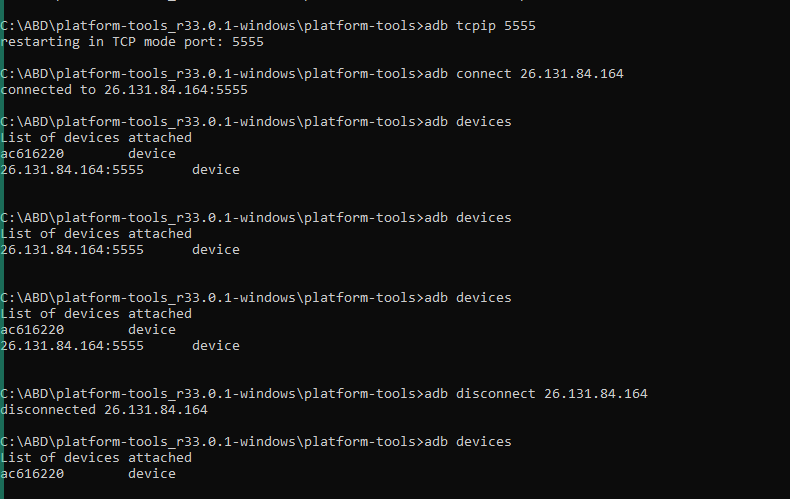 C:\ABD\platform-tools_r33.0.1-windows\platform-tools>adb tcpip 5555
restarting in TCP mode port: 5555
C:\ABD\platform-tools_r33.0.1-windows\platform-tools>adb connect 26.131.84.164
connected to 26.131.84.164:5555
C:\ABD\platform-tools_r33.0.1-windows\platform-tools>adb devices
List of devices attached
ac616220        device
26.131.84.164:5555      device
C:\ABD\platform-tools_r33.0.1-windows\platform-tools>adb devices
List of devices attached
26.131.84.164:5555      device
C:\ABD\platform-tools_r33.0.1-windows\platform-tools>adb devices
List of devices attached
ac616220        device
26.131.84.164:5555      device
C:\ABD\platform-tools_r33.0.1-windows\platform-tools>adb disconnect 26.131.84.164
disconnected 26.131.84.164
C:\ABD\platform-tools_r33.0.1-windows\platform-tools>adb devices
List of devices attached
ac616220        device